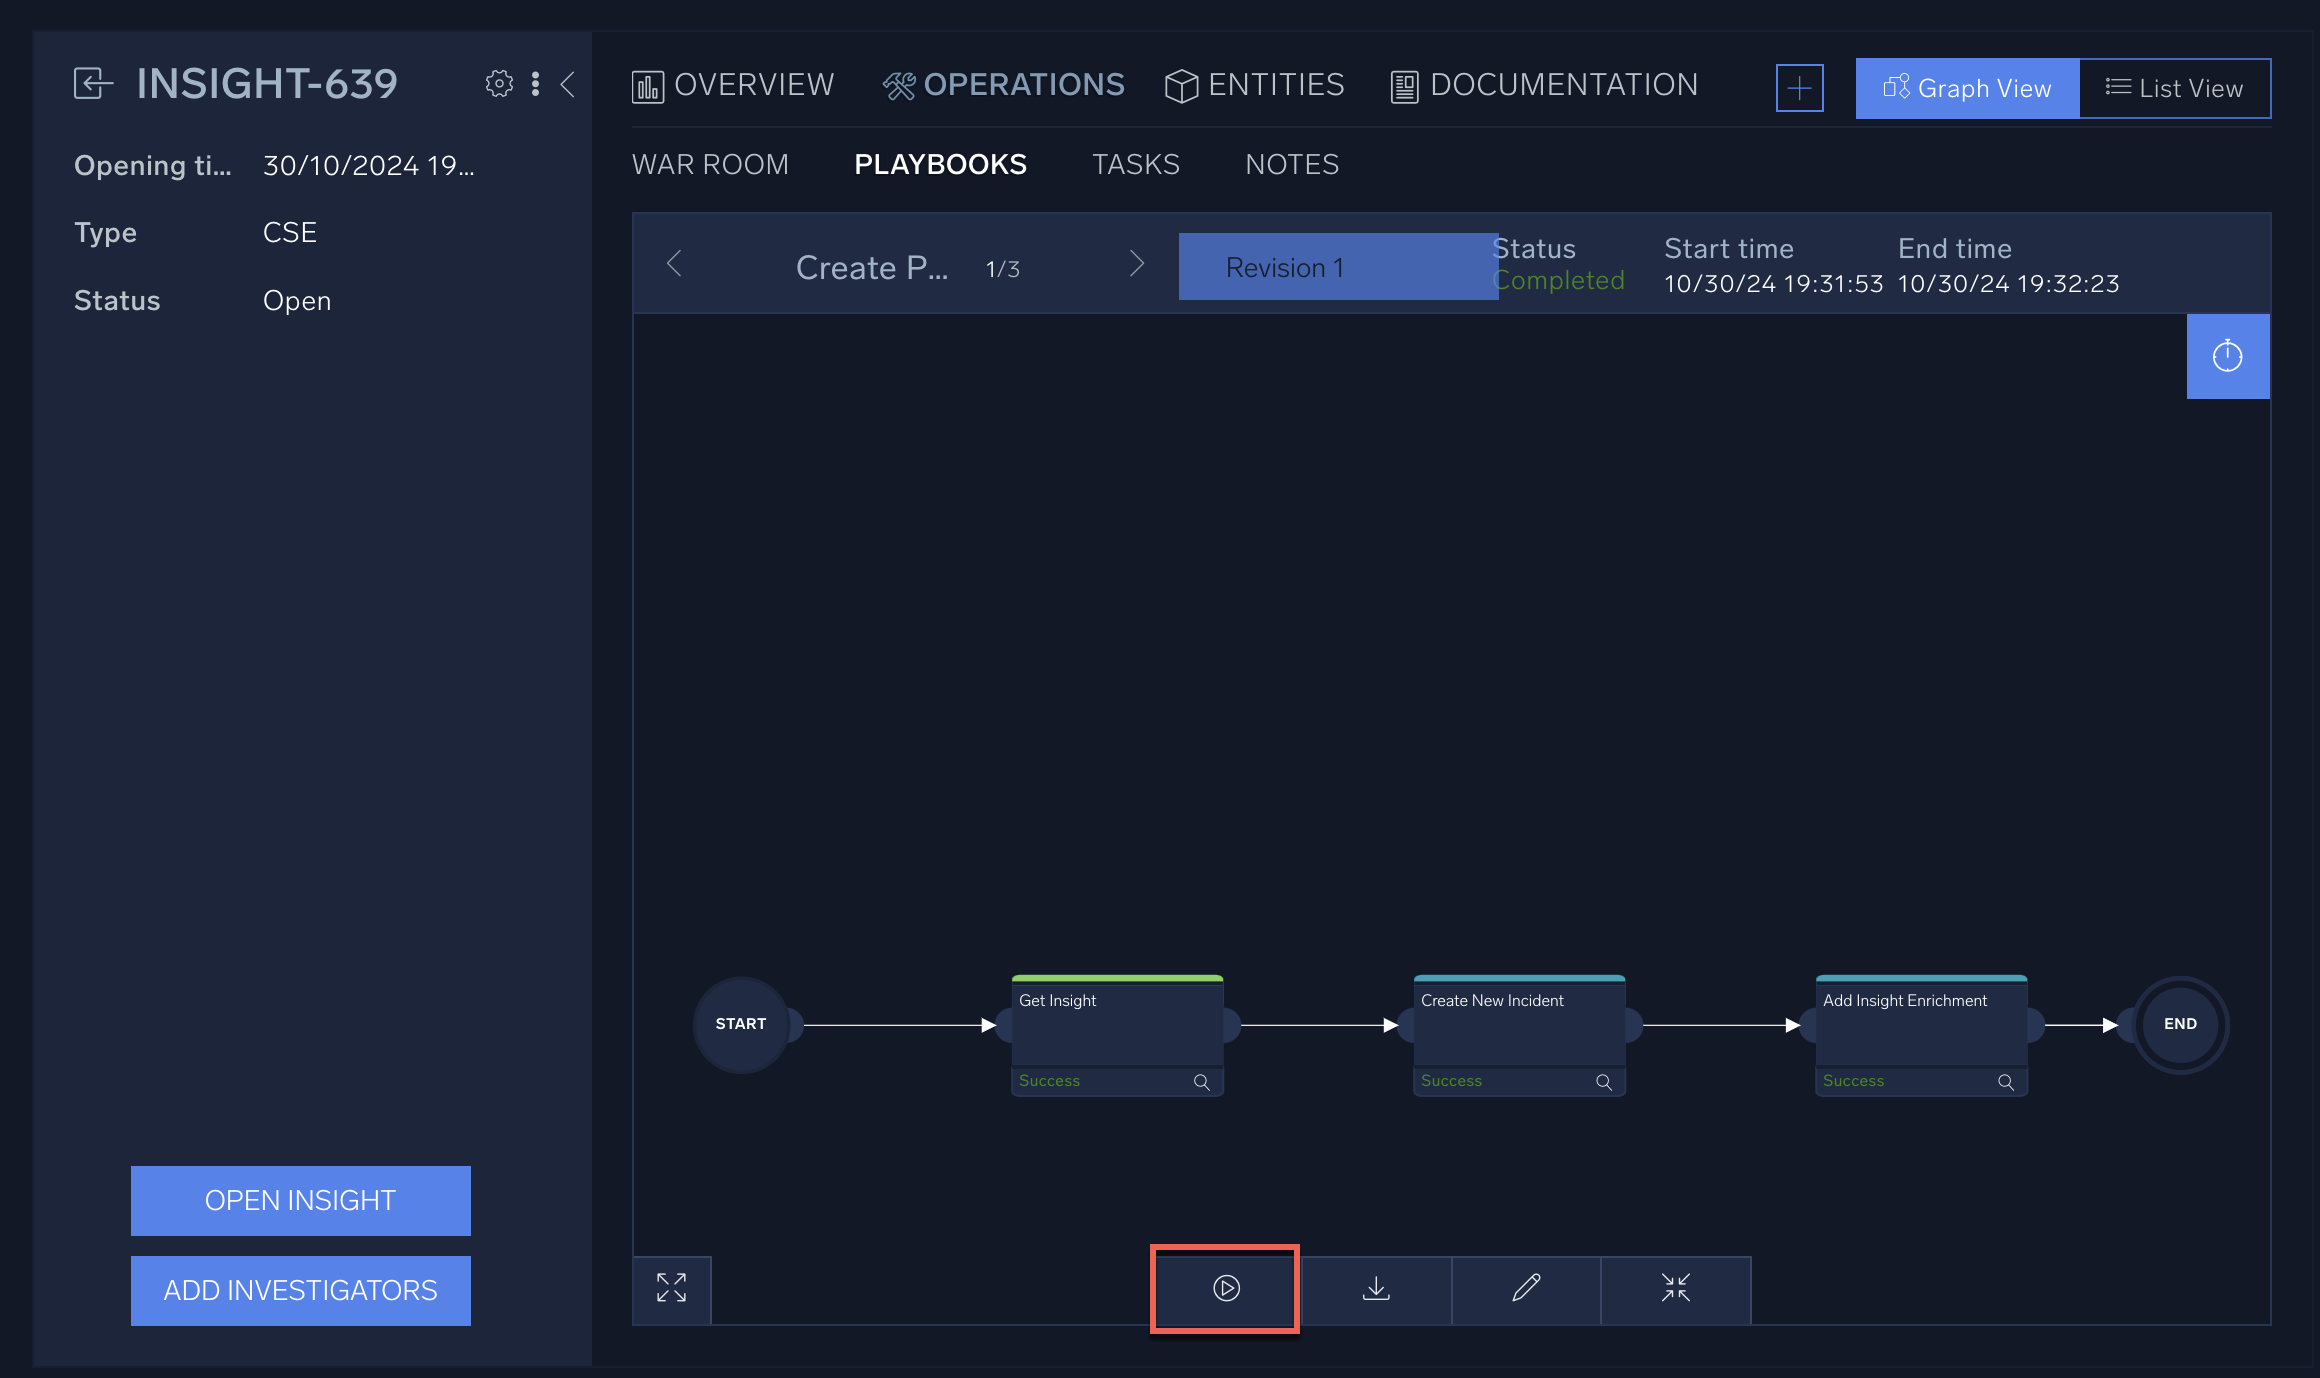 INSIGHT-639
Opening ti... 30/10/2024 19...
Type CSE
Status Open
OPEN INSIGHT
ADD INVESTIGATORS
OVERVIEW OPERATIONS ENTITIES DOCUMENTATION
Graph View List View
WAR ROOM PLAYBOOKS TASKS NOTES
Create P... 1/3 Revision 1
Status Start time End time
Completed 10/30/24 19:31:53 10/30/24 19:32:23
START
Get Insight
Success
Create New Incident
Success
Add Insight Enrichment
Success
END